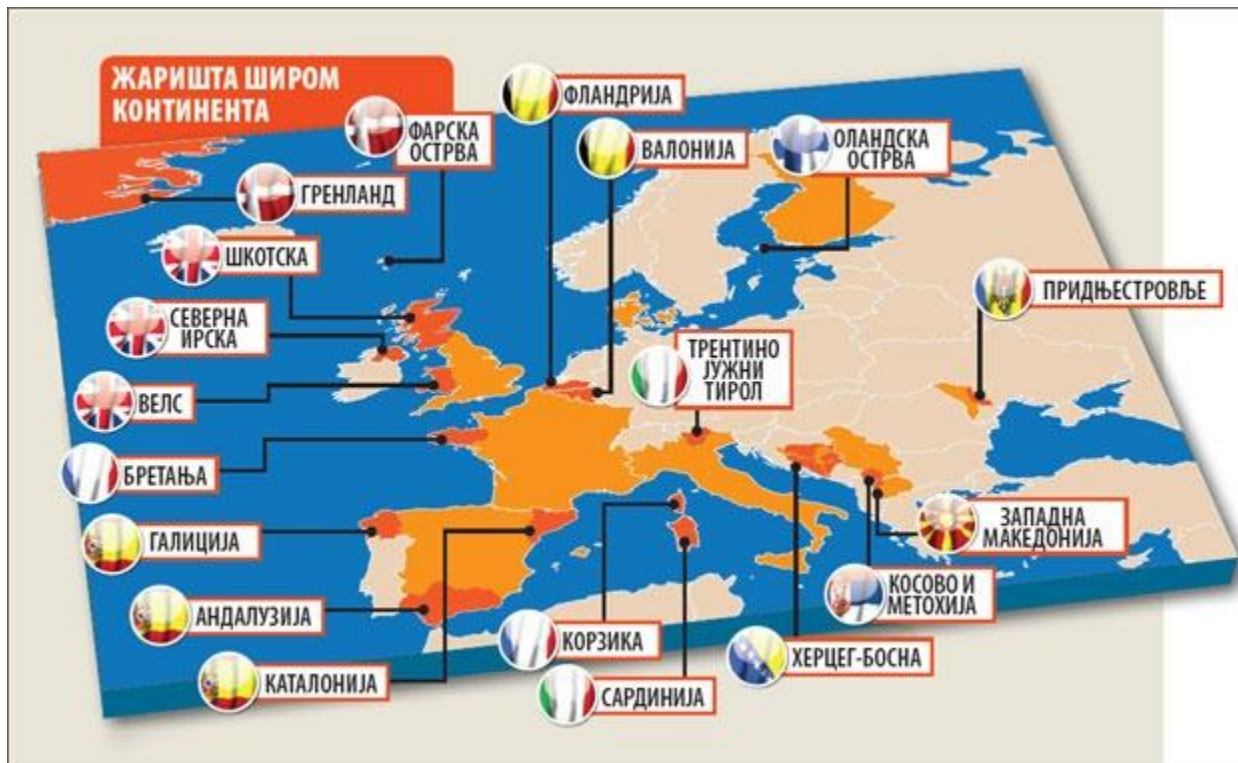 ЖАРИШТА ШИРОМ
КОНТИНЕНТА
ФАРСКА
ОСТРВА
ФЛАНДРИЈА
ВАЛОНИЈА
ОЛАНДСКА
ОСТРВА
ГРЕНЛАНД
ШКОТСКА
СЕВЕРНА
ИРСКА
ВЕЛС
БРЕТАЊА
ГАЛИЦИЈА
АНДАЛУЗИЈА
КАТАЛОНИЈА
ТРЕНТИНО
ЈУЖНИ
ТИРОЛ
ПРИДЊЕСТРОВЉЕ
ЗАПАДНА
МАКЕДОНИЈА
КОСОВО И
МЕТОХИЈА
ХЕРЦЕГ-БОСНА
КОРЗИКА
САРДИНИЈА